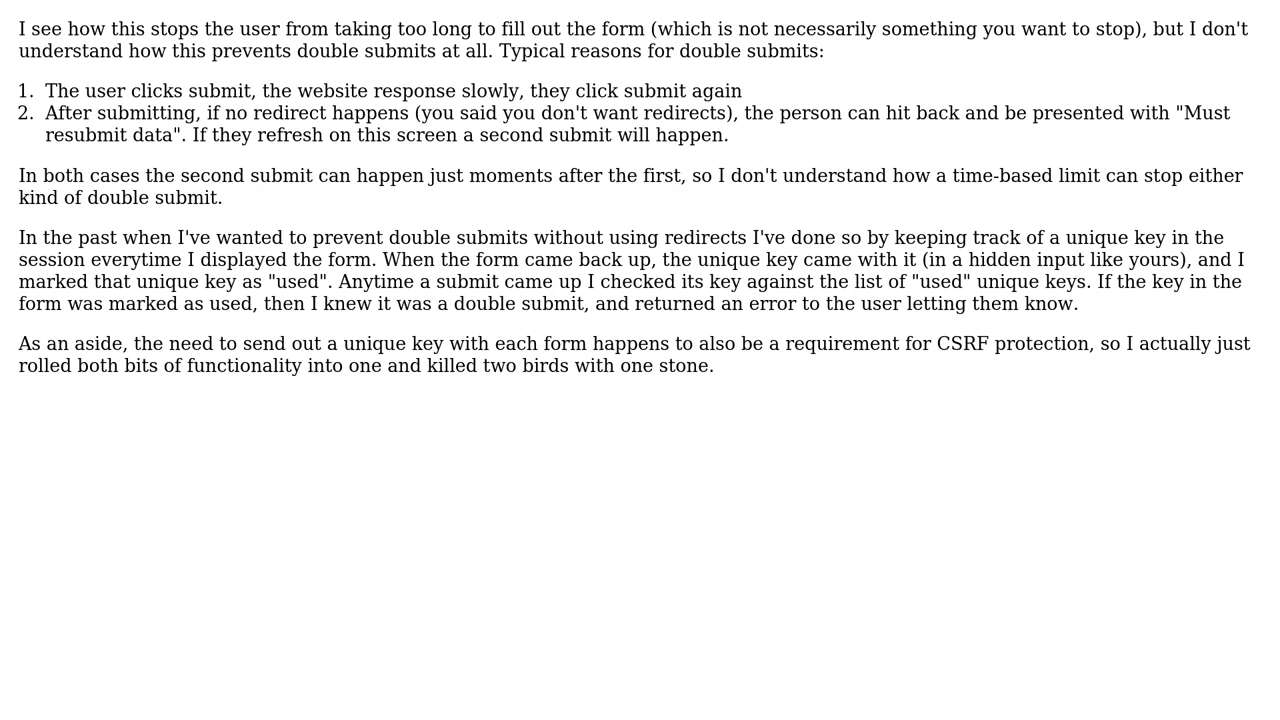 I see how this stops the user from taking too long to fill out the form (which is not necessarily something you want to stop), but I don't
understand how this prevents double submits at all. Typical reasons for double submits:
1. The user clicks submit, the website response slowly, they click submit again
2. After submitting, if no redirect happens (you said you don't want redirects), the person can hit back and be presented with "Must
resubmit data". If they refresh on this screen a second submit will happen.
In both cases the second submit can happen just moments after the first, so I don't understand how a time-based limit can stop either
kind of double submit.
In the past when I've wanted to prevent double submits without using redirects I've done so by keeping track of a unique key in the
session everytime I displayed the form. When the form came back up, the unique key came with it (in a hidden input like yours), and I
marked that unique key as "used". Anytime a submit came up I checked its key against the list of "used" unique keys. If the key in the
form was marked as used, then I knew it was a double submit, and returned an error to the user letting them know.
As an aside, the need to send out a unique key with each form happens to also be a requirement for CSRF protection, so I actually just
rolled both bits of functionality into one and killed two birds with one stone.